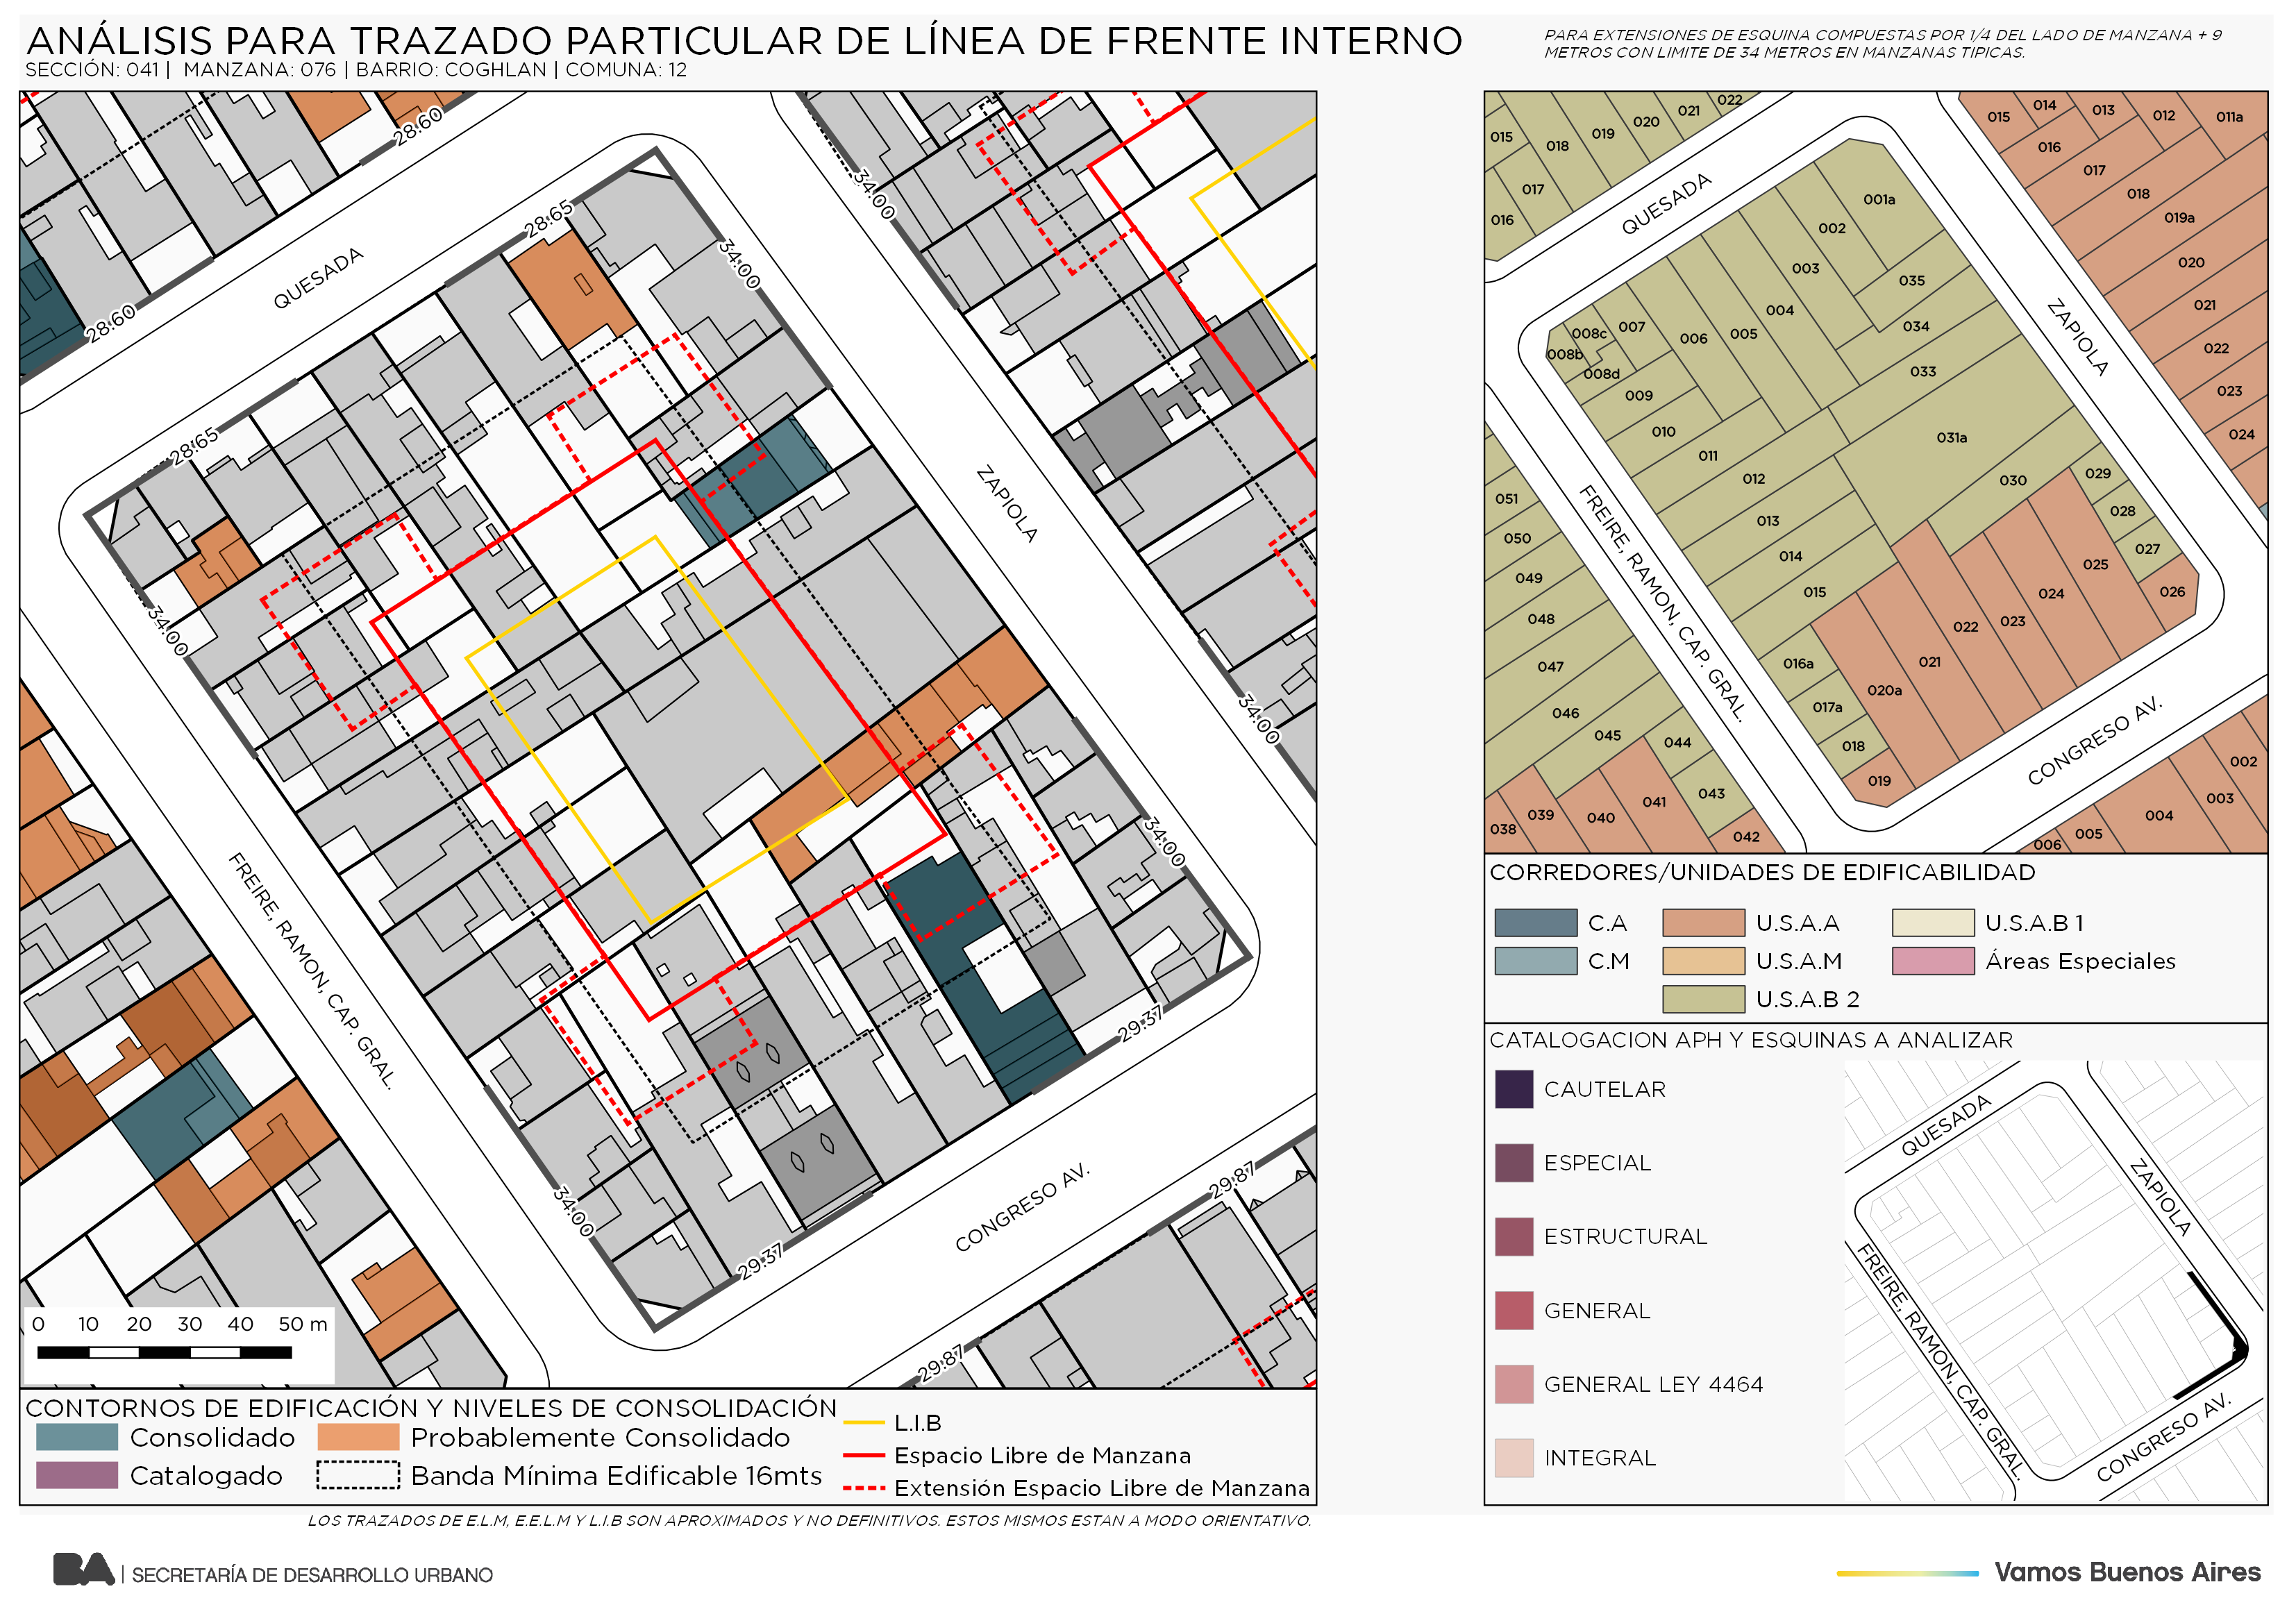 ANÁLISIS PARA TRAZADO PARTICULAR DE LÍNEA DE FRENTE INTERNO
SECCIÓN: 041 | MANZANA: 076 | BARRIO: COGHLAN | COMUNA: 12
PARA EXTENSIONES DE ESQUINA COMPUESTAS POR 1/4 DEL LADO DE MANZANA + 9
METROS CON LIMITE DE 34 METROS EN MANZANAS TIPICAS.
28.60
28.60
QUESADA
28.65
28.65
34.00
34.00
34.00
34.00
34.00
34.00
ZAPIOLA
FREIRE, RAMON, CAP. GRAL.
CONGRESO AV.
29.37
29.37
29.87
29.87
0 10 20 30 40 50 m
CONTORNOS DE EDIFICACIÓN Y NIVELES DE CONSOLIDACIÓN
Consolidado
Probablemente Consolidado
Catalogado
Banda Mínima Edificable 16mts
L.I.B
Espacio Libre de Manzana
Extensión Espacio Libre de Manzana
LOS TRAZADOS DE E.L.M, E.E.L.M Y L.I.B SON APROXIMADOS Y NO DEFINITIVOS. ESTOS MISMOS ESTAN A MODO ORIENTATIVO.
015
018
019
020
021
022
017
016
QUESADA
015
014
013
012
011a
016
017
018
019a
020
021
022
023
024
ZAPIOLA
001a
002
003
004
005
006
007
008c
008b
008d
009
010
011
012
013
014
015
016a
017a
018
019
020a
021
022
023
024
025
026
027
028
029
030
031a
033
034
035
051
050
049
048
047
046
045
044
043
042
041
040
039
038
FREIRE, RAMON, CAP. GRAL.
CONGRESO AV.
002
003
004
005
006
CORREDORES/UNIDADES DE EDIFICABILIDAD
C.A
U.S.A.A
U.S.A.B 1
C.M
U.S.A.M
Áreas Especiales
U.S.A.B 2
CATALOGACION APH Y ESQUINAS A ANALIZAR
CAUTELAR
ESPECIAL
ESTRUCTURAL
GENERAL
GENERAL LEY 4464
INTEGRAL
QUESADA
ZAPIOLA
FREIRE, RAMON, CAP. GRAL.
CONGRESO AV.
BA | SECRETARÍA DE DESARROLLO URBANO
Vamos Buenos Aires